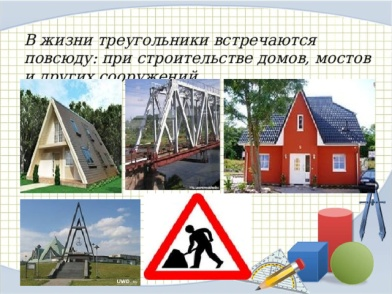 В жизни треугольники встречаются
повсюду: при строительстве домов, мостов
и других сооружений